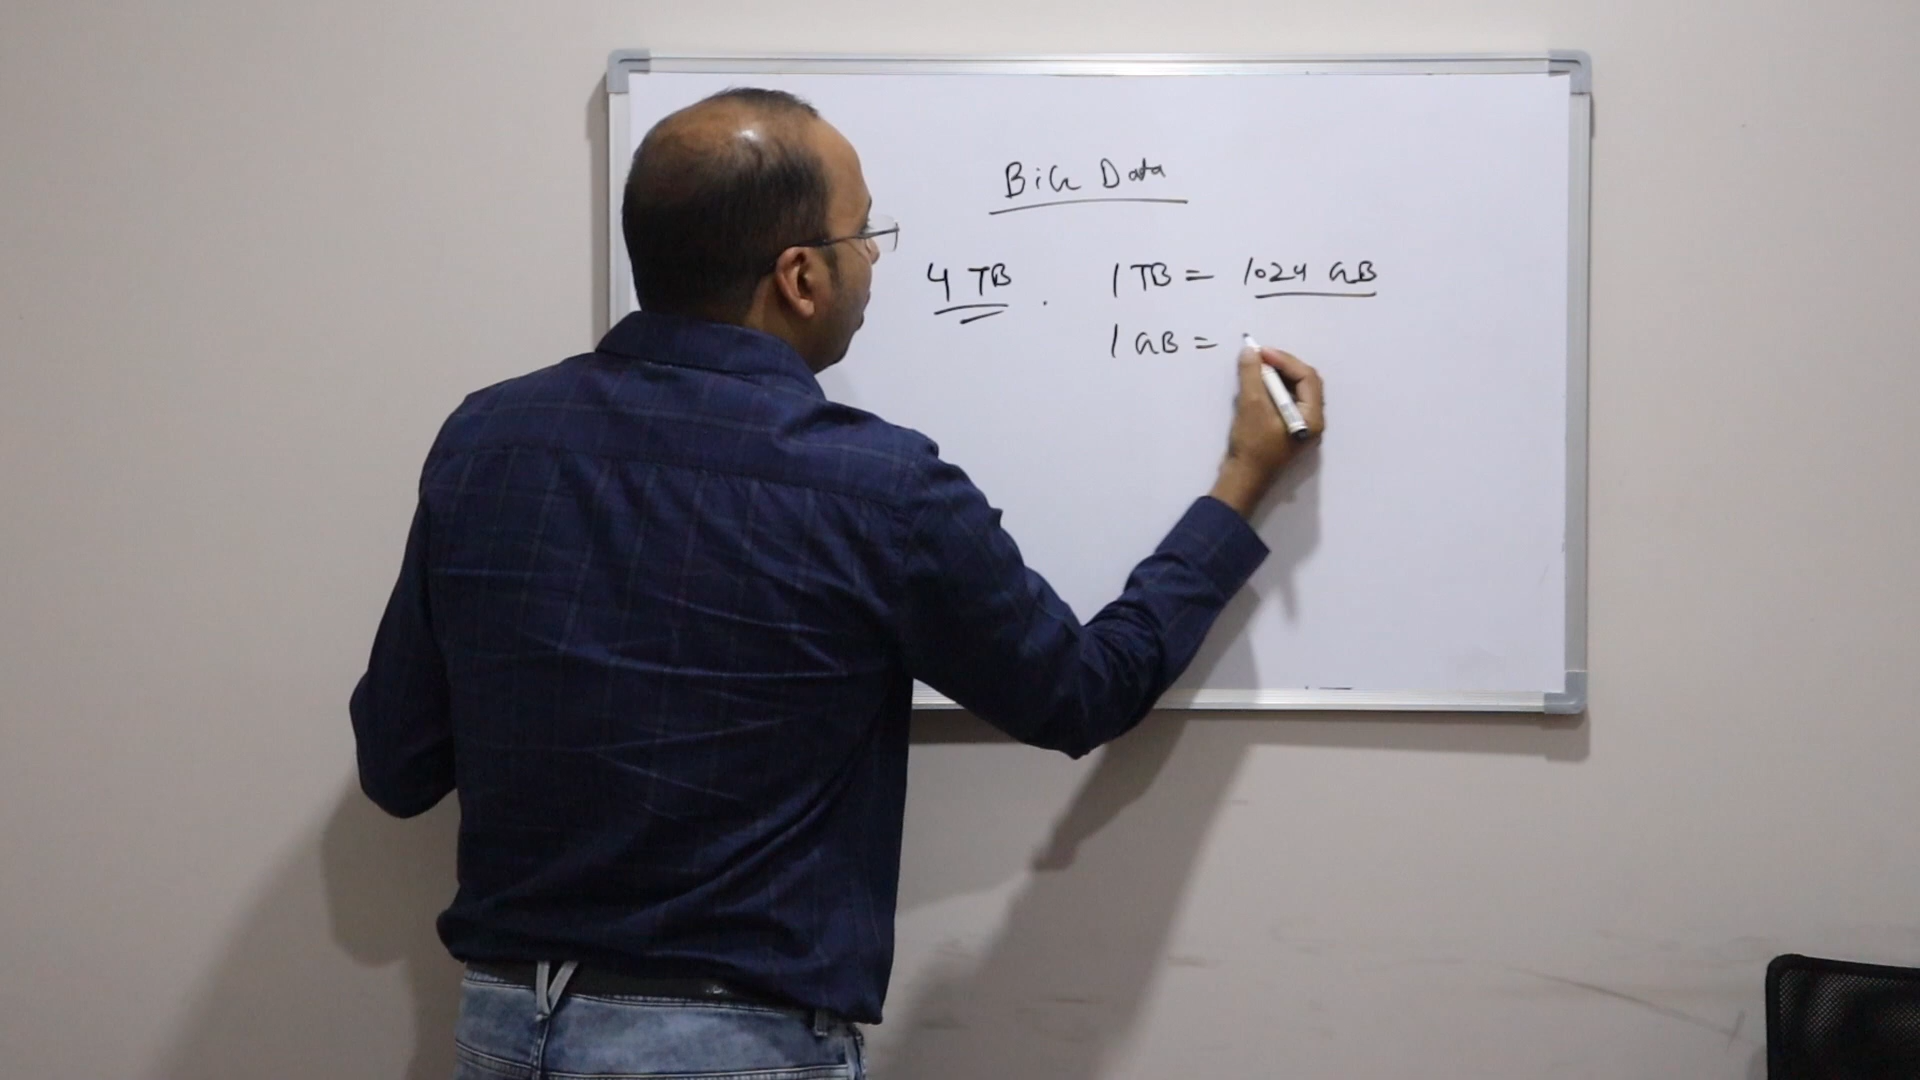 BiG Data
4 TB . 1 TB = 1024 GB
1 GB =